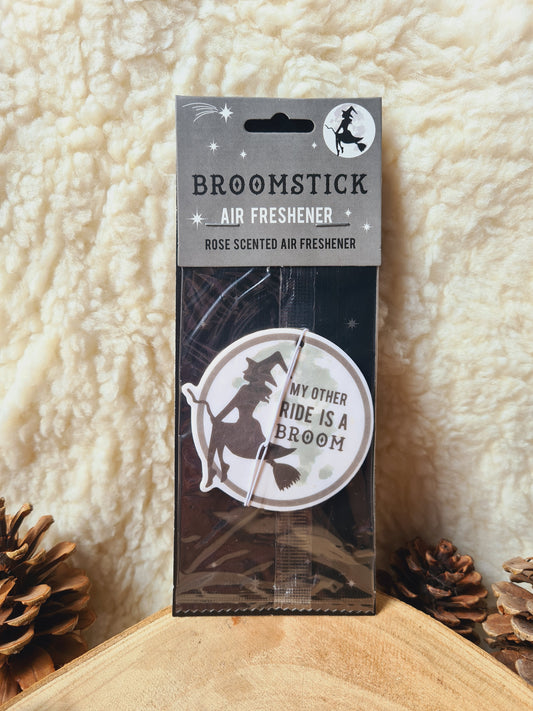 BROOMSTICK
AIR FRESHENER
ROSE SCENTED AIR FRESHENER
MY OTHER
RIDE IS A
BROOM